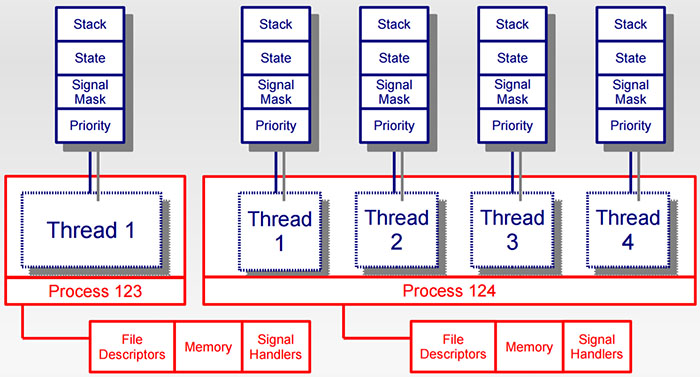 Stack
State
Signal
Mask
Priority
Stack
State
Signal
Mask
Priority
Stack
State
Signal
Mask
Priority
Stack
State
Signal
Mask
Priority
Stack
State
Signal
Mask
Priority
Thread 1
Thread
1
Thread
2
Thread
3
Thread
4
Process 123
Process 124
File
Descriptors
Memory
Signal
Handlers
File
Descriptors
Memory
Signal
Handlers